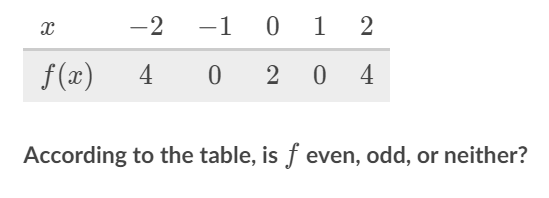 x −2 −1 0 1 2
f(x) 4 0 2 0 4
According to the table, is f even, odd, or neither?